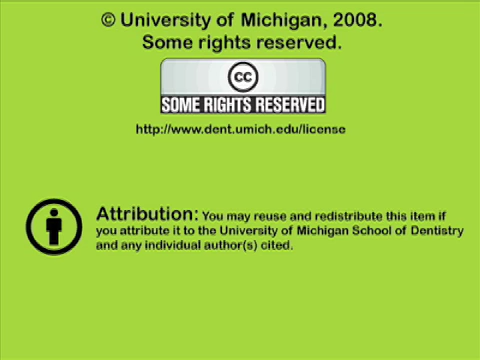 © University of Michigan, 2008.
Some rights reserved.
cc
SOME RIGHTS RESERVED
http://www.dent.umich.edu/license
Attribution: You may reuse and redistribute this item if
you attribute it to the University of Michigan School of Dentistry
and any individual author(s) cited.